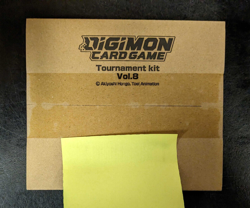 DIGIMON
CARD GAME
Tournament kit
Vol.8
© Akiyoshi Hongo, Toei Animation